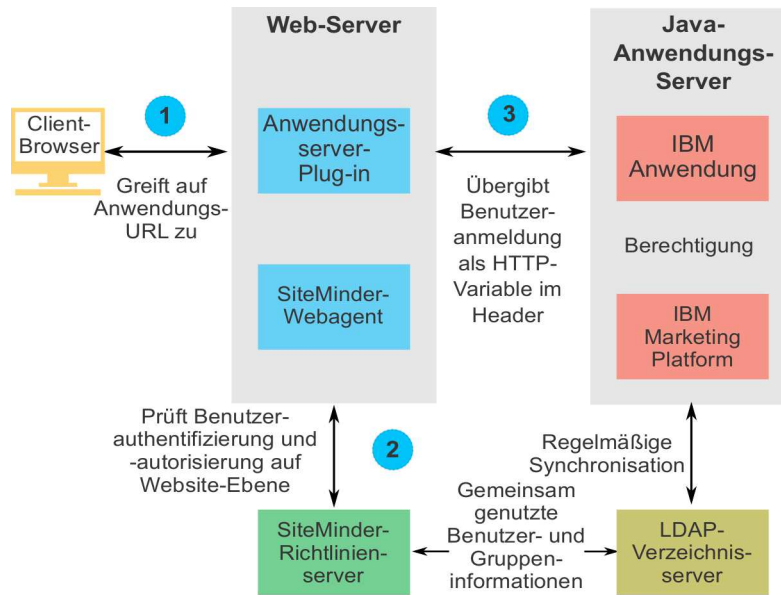 Web-Server
Java-
Anwendungs-
Server
1
3
Client-
Browser
Anwendungs-
server-
Plug-in
IBM
Anwendung
Greift auf
Anwendungs-
URL zu
Übergibt
Benutzer-
anmeldung
als HTTP-
Variable im
Header
Berechtigung
SiteMinder-
Webagent
IBM
Marketing
Platform
Prüft Benutzer-
authentifizierung und
-autorisierung auf
Website-Ebene
2
Regelmäßige
Synchronisation
SiteMinder-
Richtlinien-
server
Gemeinsam
genutzte
Benutzer- und
Gruppen-
informationen
LDAP-
Verzeichnis-
server